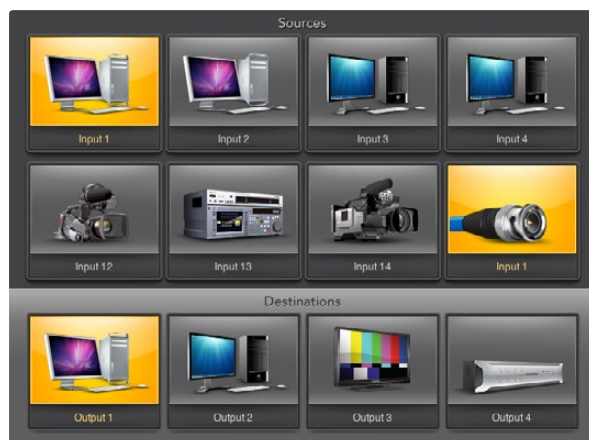 Sources
Input 1
Input 2
Input 3
Input 4
Input 12
Input 13
Input 14
Input 1
Destinations
Output 1
Output 2
Output 3
Output 4